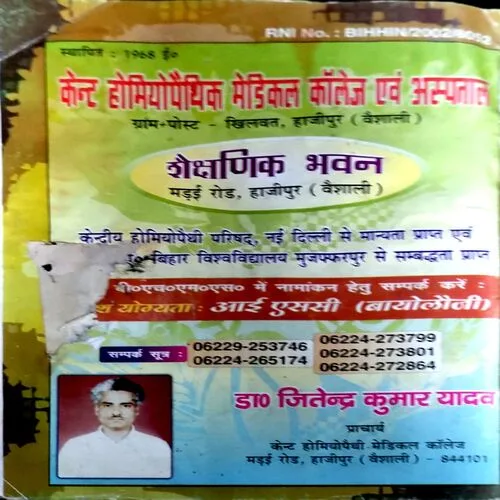 RNI No. : BIHHIN/2002/
स्थापित : 1968 ई०
केन्ट होमियोपैथिक मेडिकल कॉलेज एवं अस्पताल
ग्राम+पोस्ट - खिलवत, हाजीपुर (वैशाली)
शैक्षणिक भवन
मड़ई रोड, हाजीपुर (वैशाली)
केन्द्रीय होमियोपैथी परिषद्, नई दिल्ली से मान्यता प्राप्त एवं
बिहार विश्वविद्यालय मुजफ्फरपुर से सम्बद्धता प्राप्त
बी०एच०एम०एस० में नामांकन हेतु सम्पर्क करें :
योग्यता : आई एससी (बायोलौजी)
सम्पर्क सूत्र :
06229-253746
06224-265174
06224-273799
06224-273801
06224-272864
डा० जितेन्द्र कुमार यादव
प्राचार्य
केन्ट होमियोपैथी मेडिकल कॉलेज
मड़ई रोड, हाजीपुर (वैशाली) - 844101